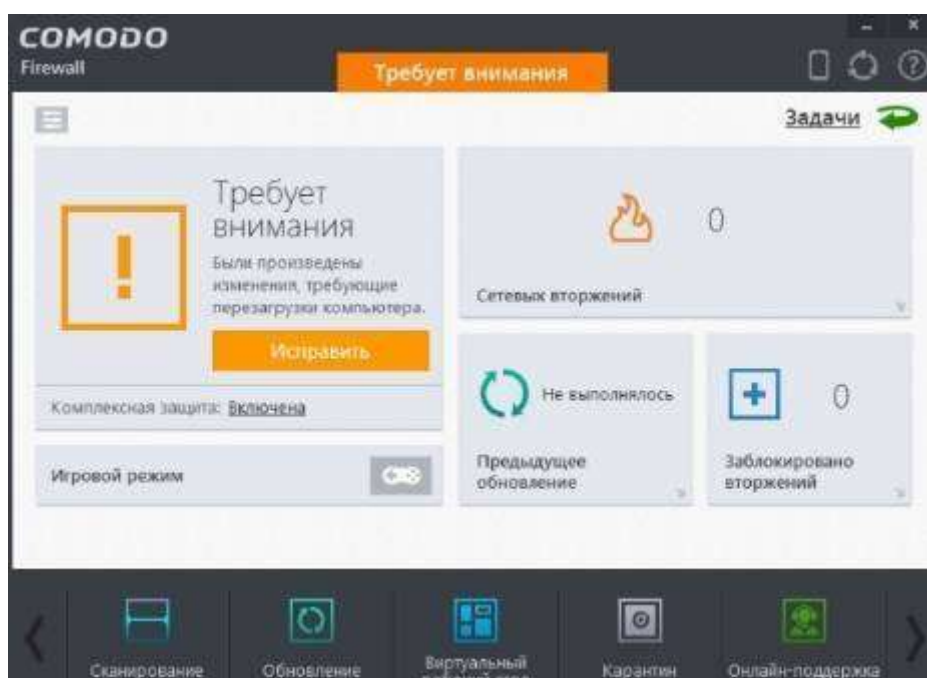 COMODO
Firewall
Требует внимания
Задачи
Требует
внимания
Были произведены
изменения, требующие
перезагрузки компьютера.
Исправить
Комплексная защита: Включена
Игровой режим
0
Сетевых вторжений
Не выполнялось
Предыдущее
обновление
0
Заблокировано
вторжений
Сканирование
Обновление
Виртуальный
Карантин
Онлайн-поддержка